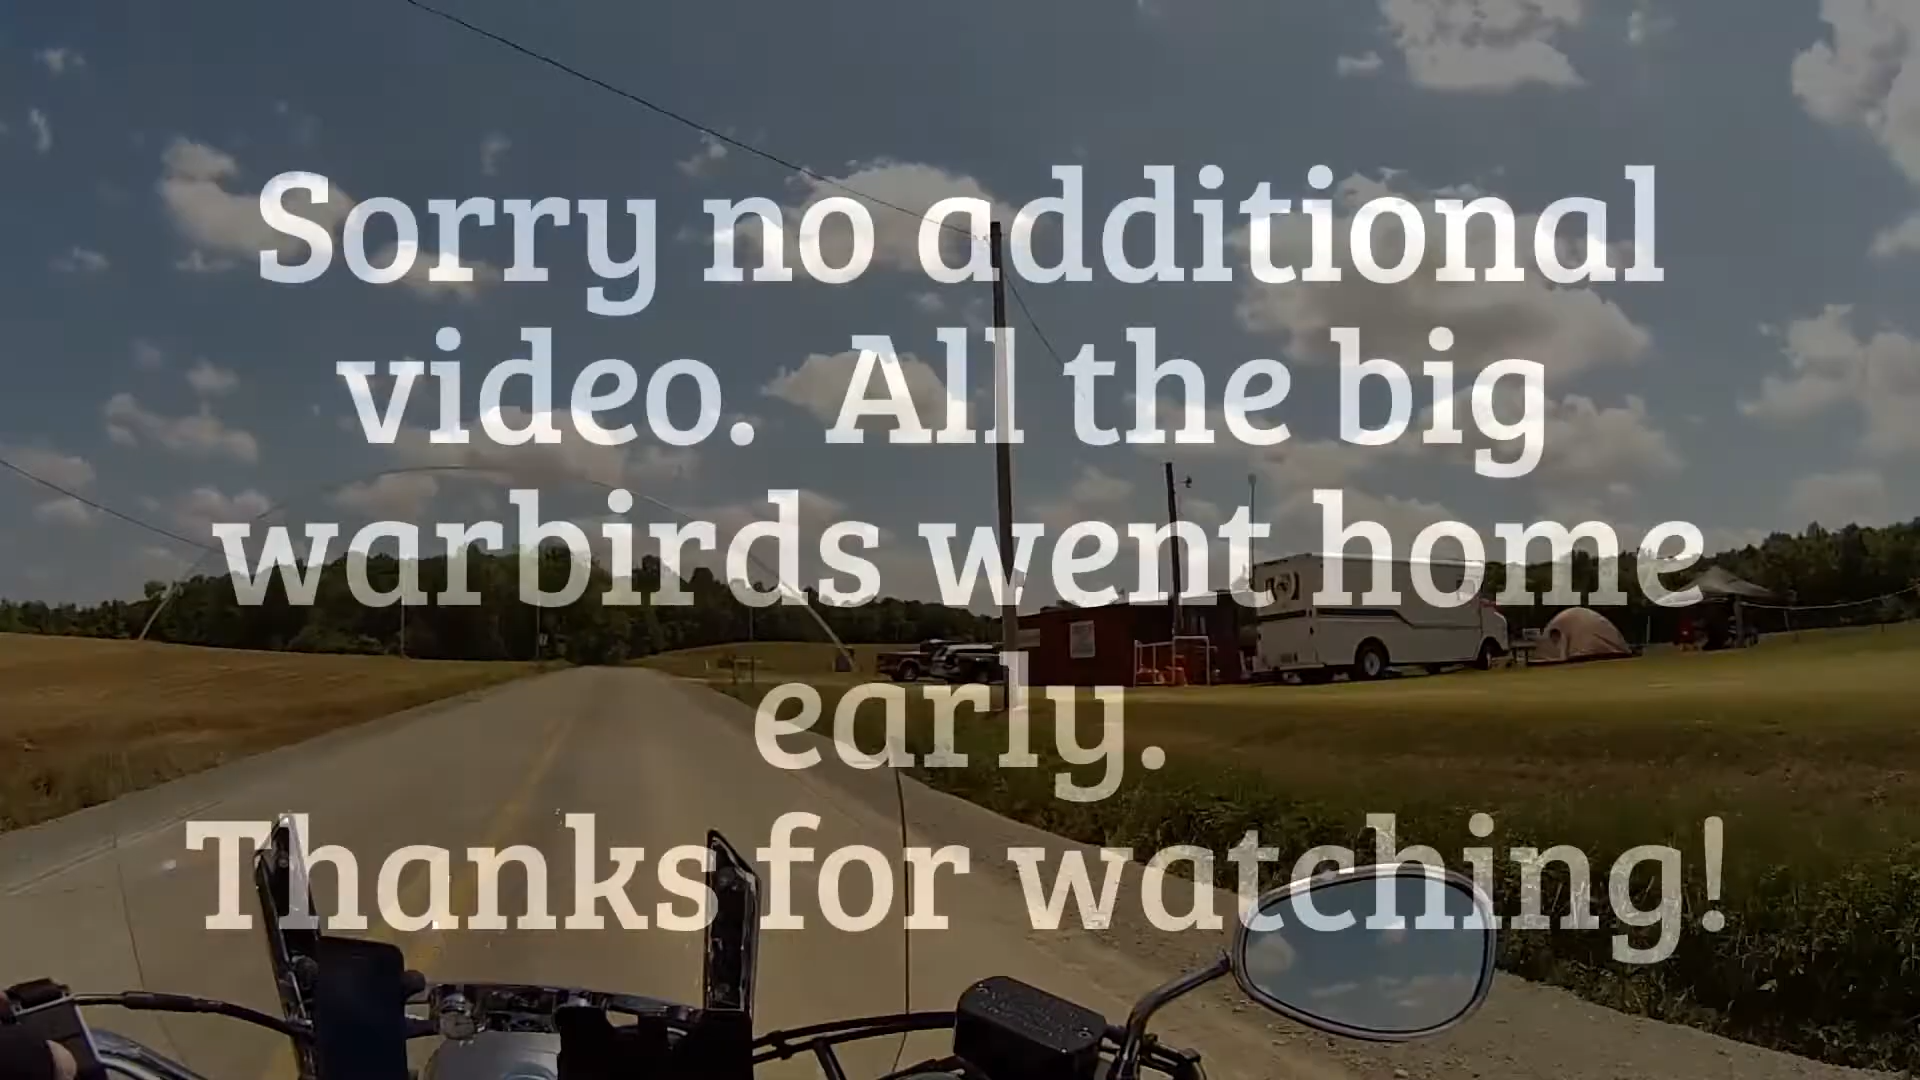 Sorry no additional
video.  All the big
warbirds went home
early.
Thanks for watching!